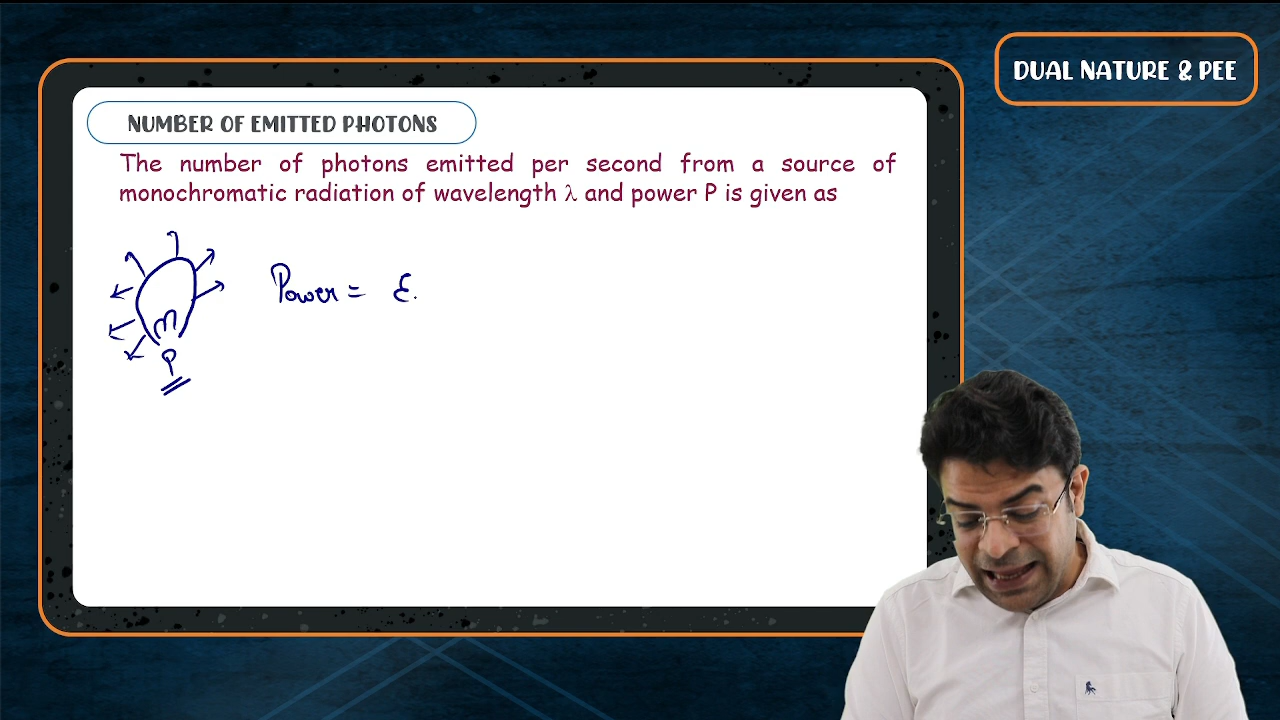 DUAL NATURE & PEE
NUMBER OF EMITTED PHOTONS
The number of photons emitted per second from a source of
monochromatic radiation of wavelength λ and power P is given as
Power = E.
P